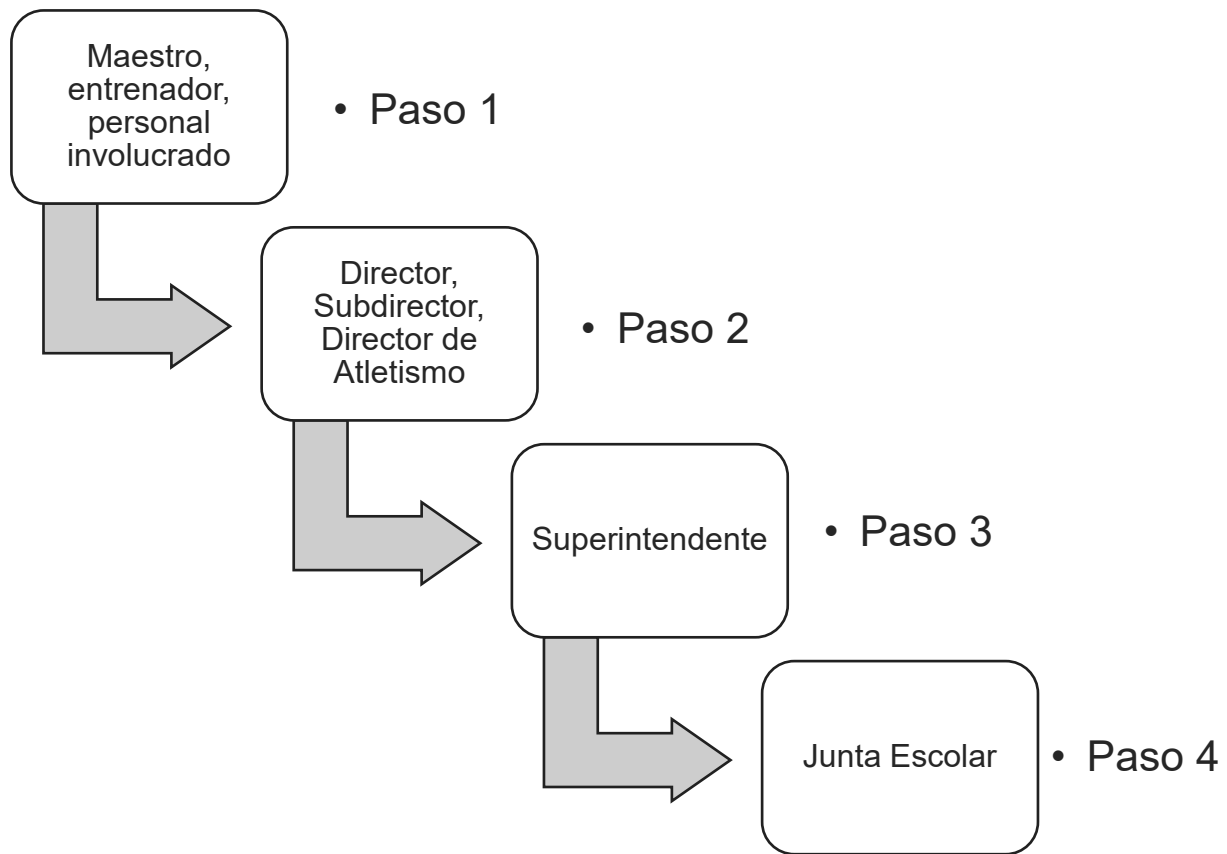 Maestro,
entrenador,
personal
involucrado
• Paso 1
Director,
Subdirector,
Director de
Atletismo
• Paso 2
Superintendente
• Paso 3
Junta Escolar
• Paso 4